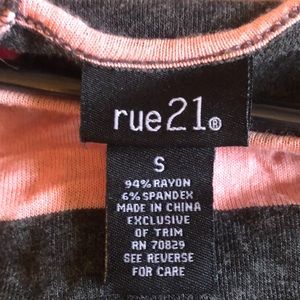 rue21®
S
94% RAYON
6% SPANDEX
MADE IN CHINA
EXCLUSIVE
OF TRIM
RN 70829
SEE REVERSE
FOR CARE